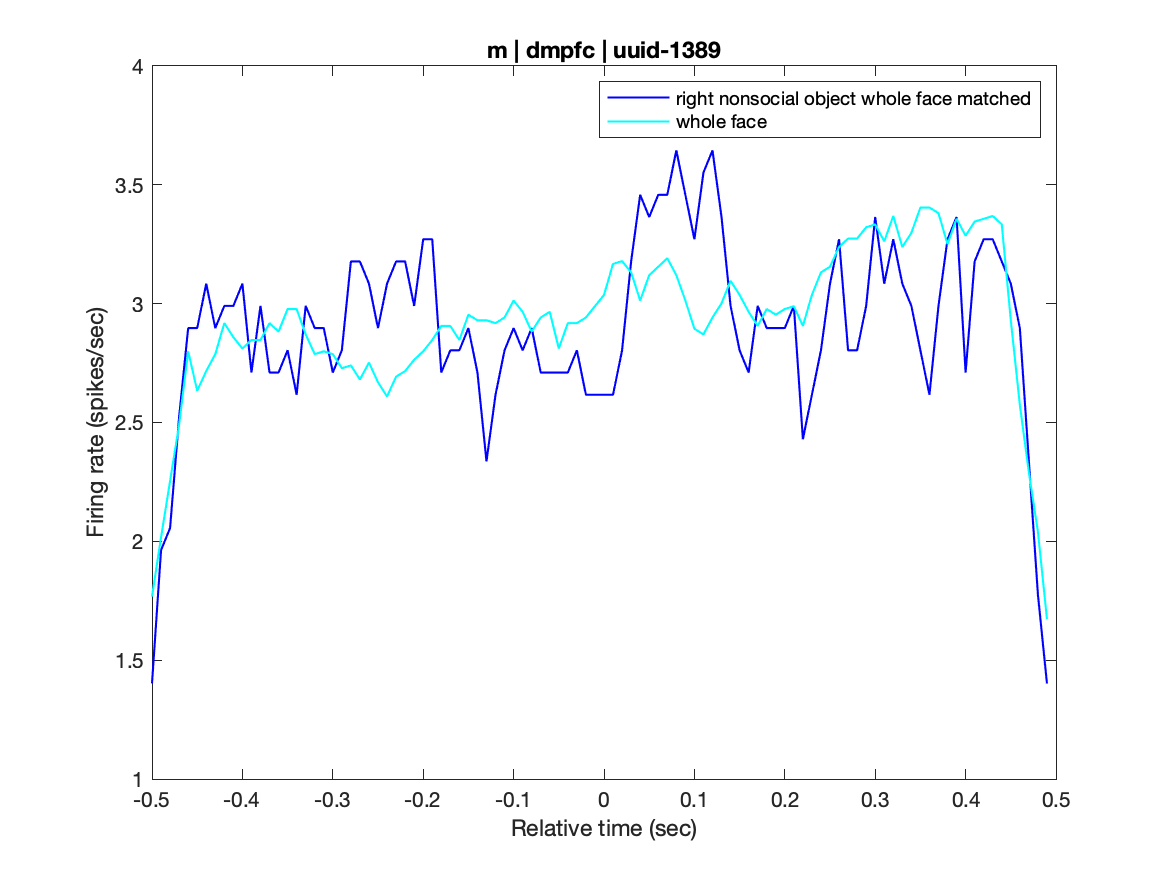 m | dmpfc | uuid-1389
right nonsocial object whole face matched
whole face
Firing rate (spikes/sec)
4
3.5
3
2.5
2
1.5
1
-0.5 -0.4 -0.3 -0.2 -0.1 0 0.1 0.2 0.3 0.4 0.5
Relative time (sec)